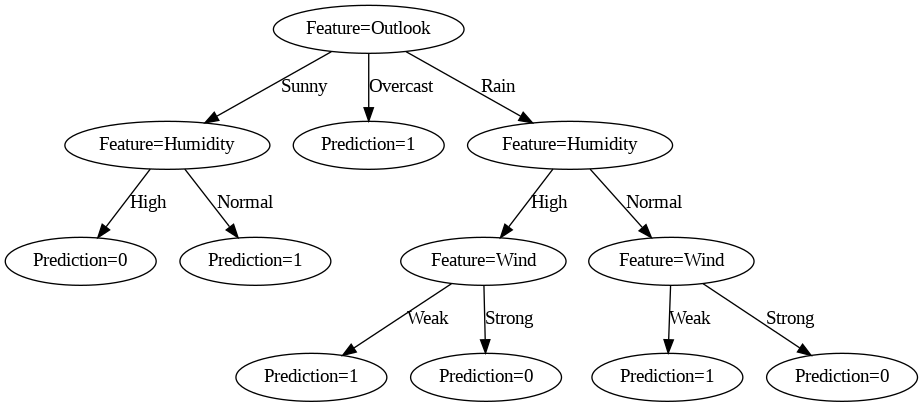 Feature=Outlook
Sunny
Overcast
Rain
Feature=Humidity
Prediction=1
Feature=Humidity
High
Normal
High
Normal
Prediction=0
Prediction=1
Feature=Wind
Feature=Wind
Weak
Strong
Weak
Strong
Prediction=1
Prediction=0
Prediction=1
Prediction=0